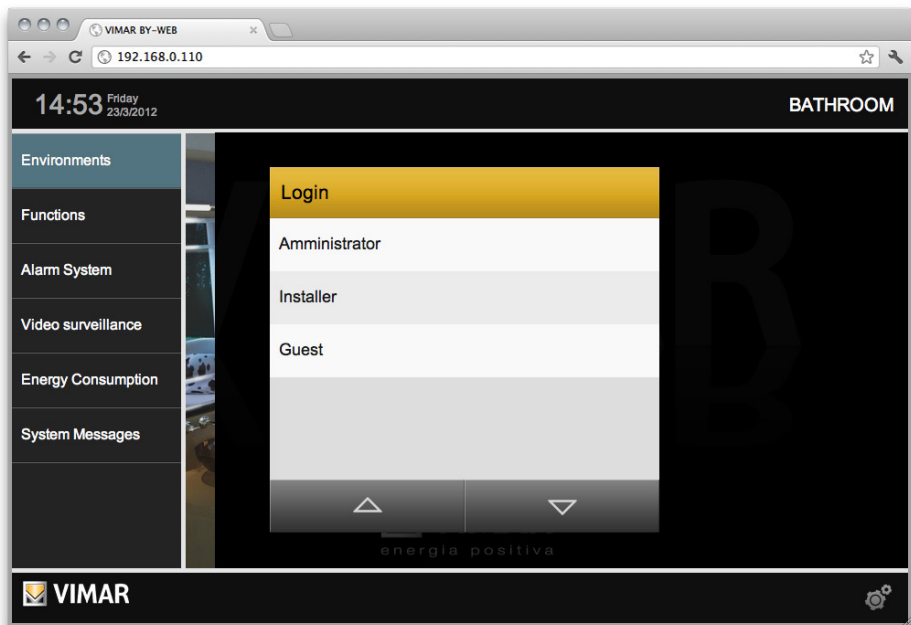 VIMAR BY-WEB
192.168.0.110
14:53 Friday
23/3/2012
BATHROOM
Environments
Functions
Alarm System
Video surveillance
Energy Consumption
System Messages
Login
Amministrator
Installer
Guest
energia positiva
VIMAR